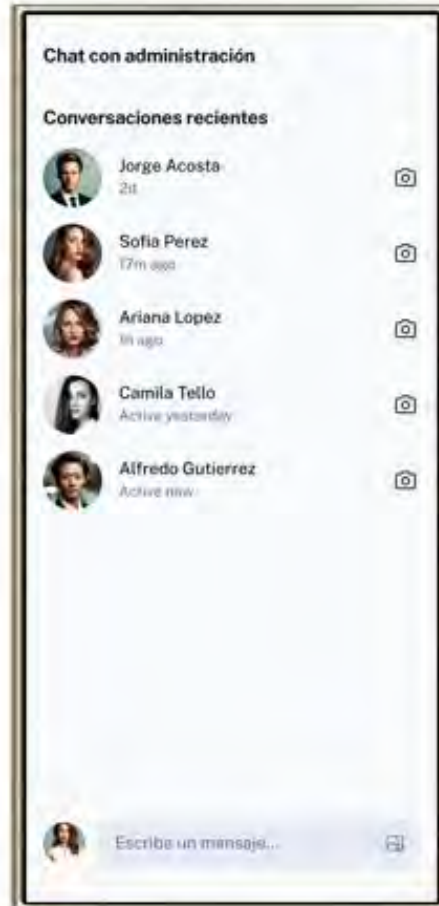 Chat con administración
Conversaciones recientes
Jorge Acosta
2d
Sofia Perez
17m ago
Ariana Lopez
1h ago
Camila Tello
Active yesterday
Alfredo Gutierrez
Active now
Escribe un mensaje...